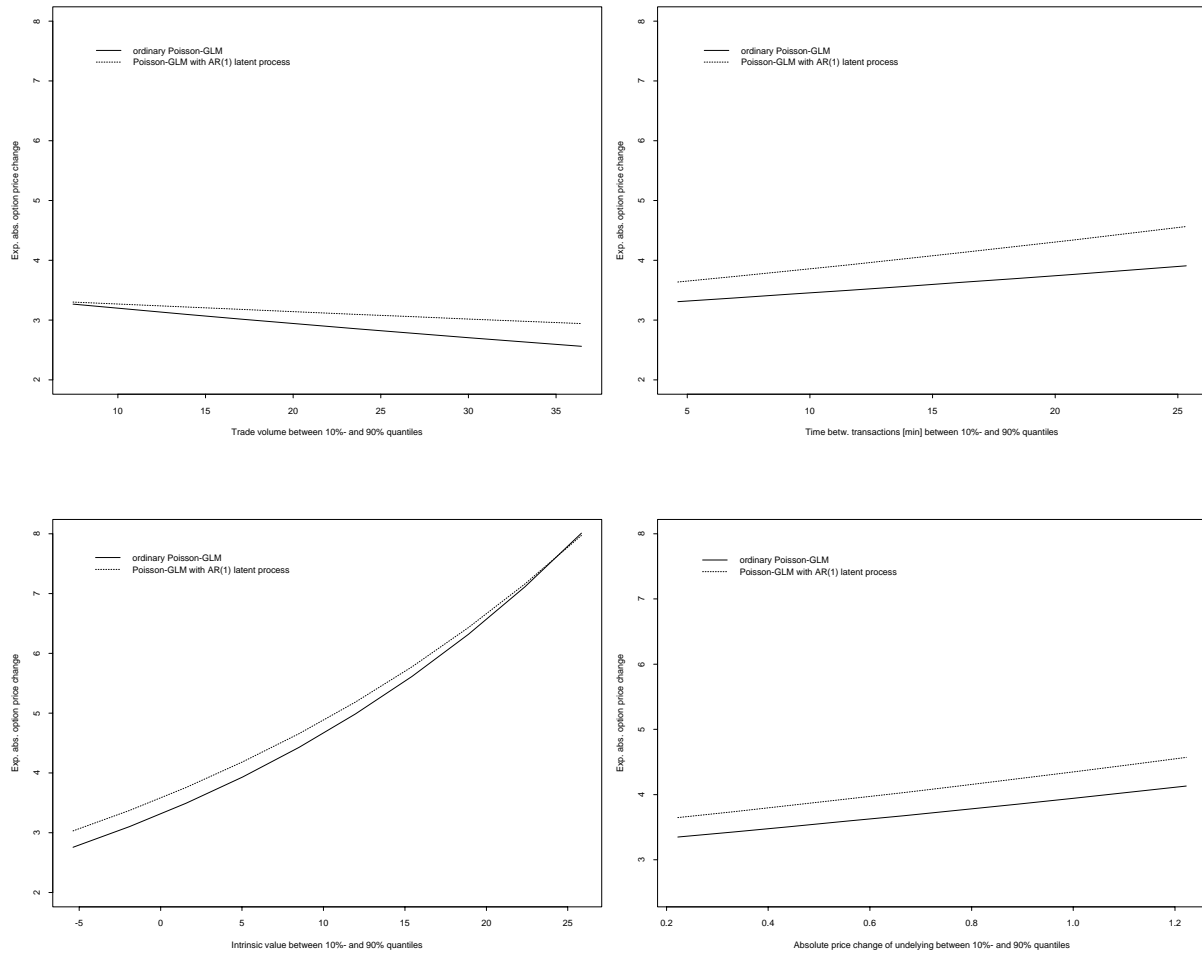 8
7
6
5
4
3
2
Exp. abs. option price change
ordinary Poisson-GLM
Poisson-GLM with AR(1) latent process
10 15 20 25 30 35
Trade volume between 10%- and 90% quantiles
8
7
6
5
4
3
2
Exp. abs. option price change
ordinary Poisson-GLM
Poisson-GLM with AR(1) latent process
5 10 15 20 25
Time betw. transactions [min] between 10%- and 90% quantiles
8
7
6
5
4
3
2
Exp. abs. option price change
ordinary Poisson-GLM
Poisson-GLM with AR(1) latent process
-5 0 5 10 15 20 25
Intrinsic value between 10%- and 90% quantiles
8
7
6
5
4
3
Exp. abs. option price change
ordinary Poisson-GLM
Poisson-GLM with AR(1) latent process
0.2 0.4 0.6 0.8 1.0 1.2
Absolute price change of undelying between 10%- and 90% quantiles